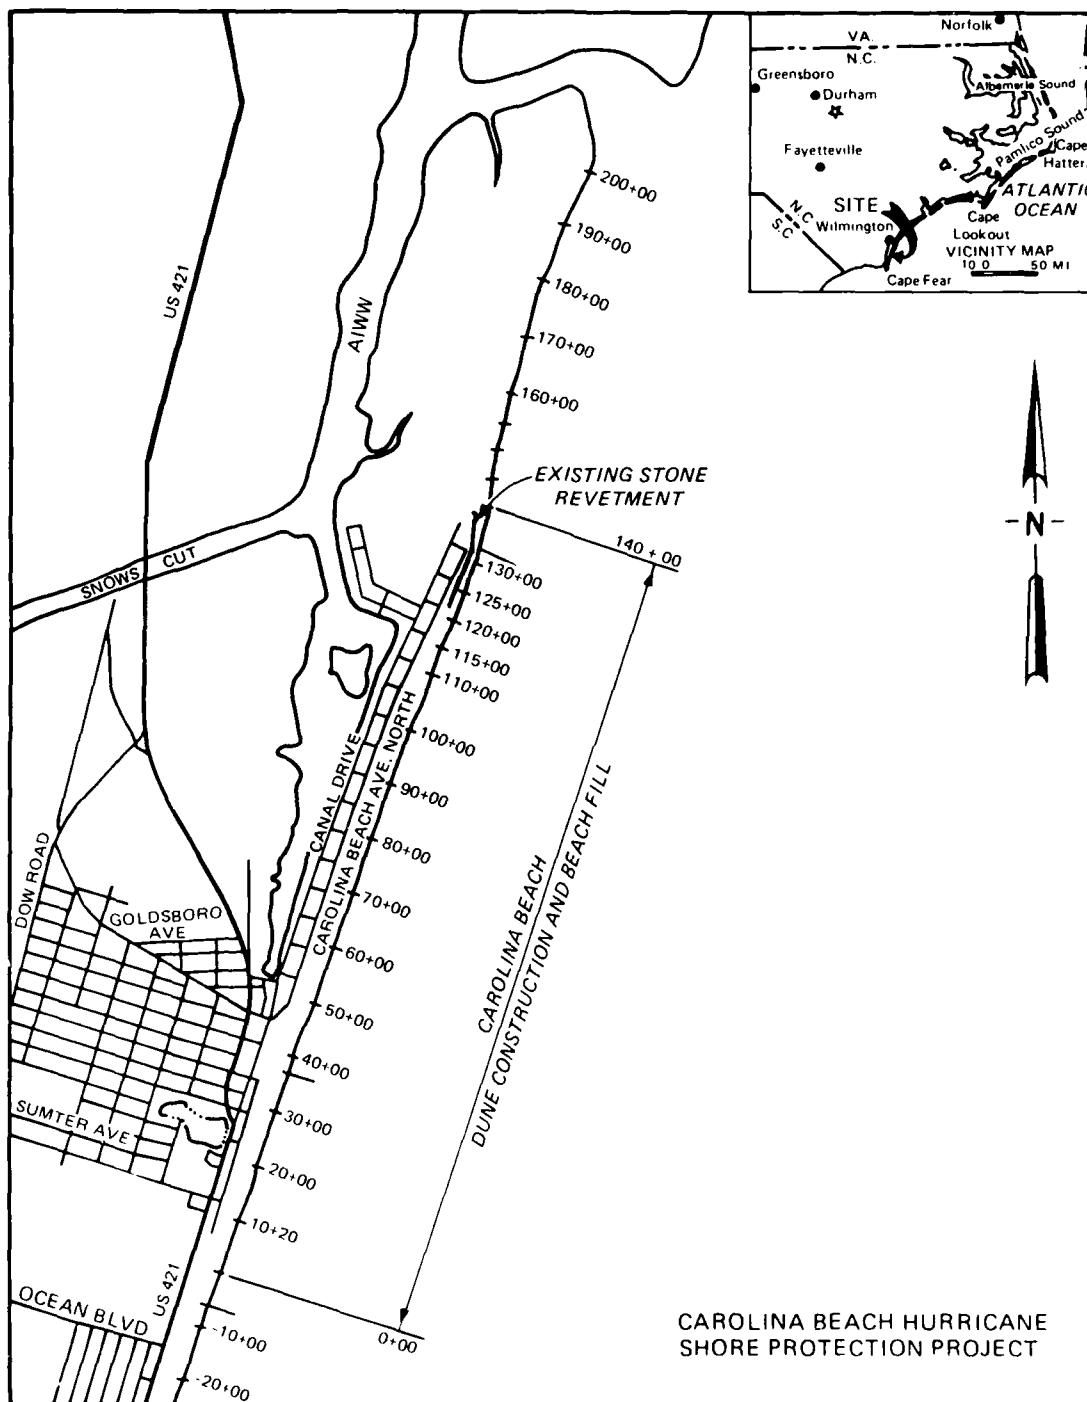 Norfolk
VA.
N.C.
Greensboro
Durham
Albemarle Sound
Fayetteville
Pamlico Sound
Cape
Hatter.
N.C.
S.C
SITE
Wilmington
ATLANTIC
OCEAN
Cape
Lookout
VICINITY MAP
10 0 50 MI
Cape Fear
US 421
AIWW
200+00
190+00
180+00
170+00
160+00
EXISTING STONE
REVETMENT
-N-
SNOWS CUT
140+00
130+00
125+00
120+00
115+00
110+00
100+00
90+00
80+00
70+00
60+00
50+00
40+00
30+00
20+00
10+20
0+00
-10+00
-20+00
CANAL DRIVE
CAROLINA BEACH AVE. NORTH
CAROLINA BEACH
DUNE CONSTRUCTION AND BEACH FILL
DOW ROAD
GOLDSBORO
AVE
SUMTER AVE
US 421
OCEAN BLVD
CAROLINA BEACH HURRICANE
SHORE PROTECTION PROJECT